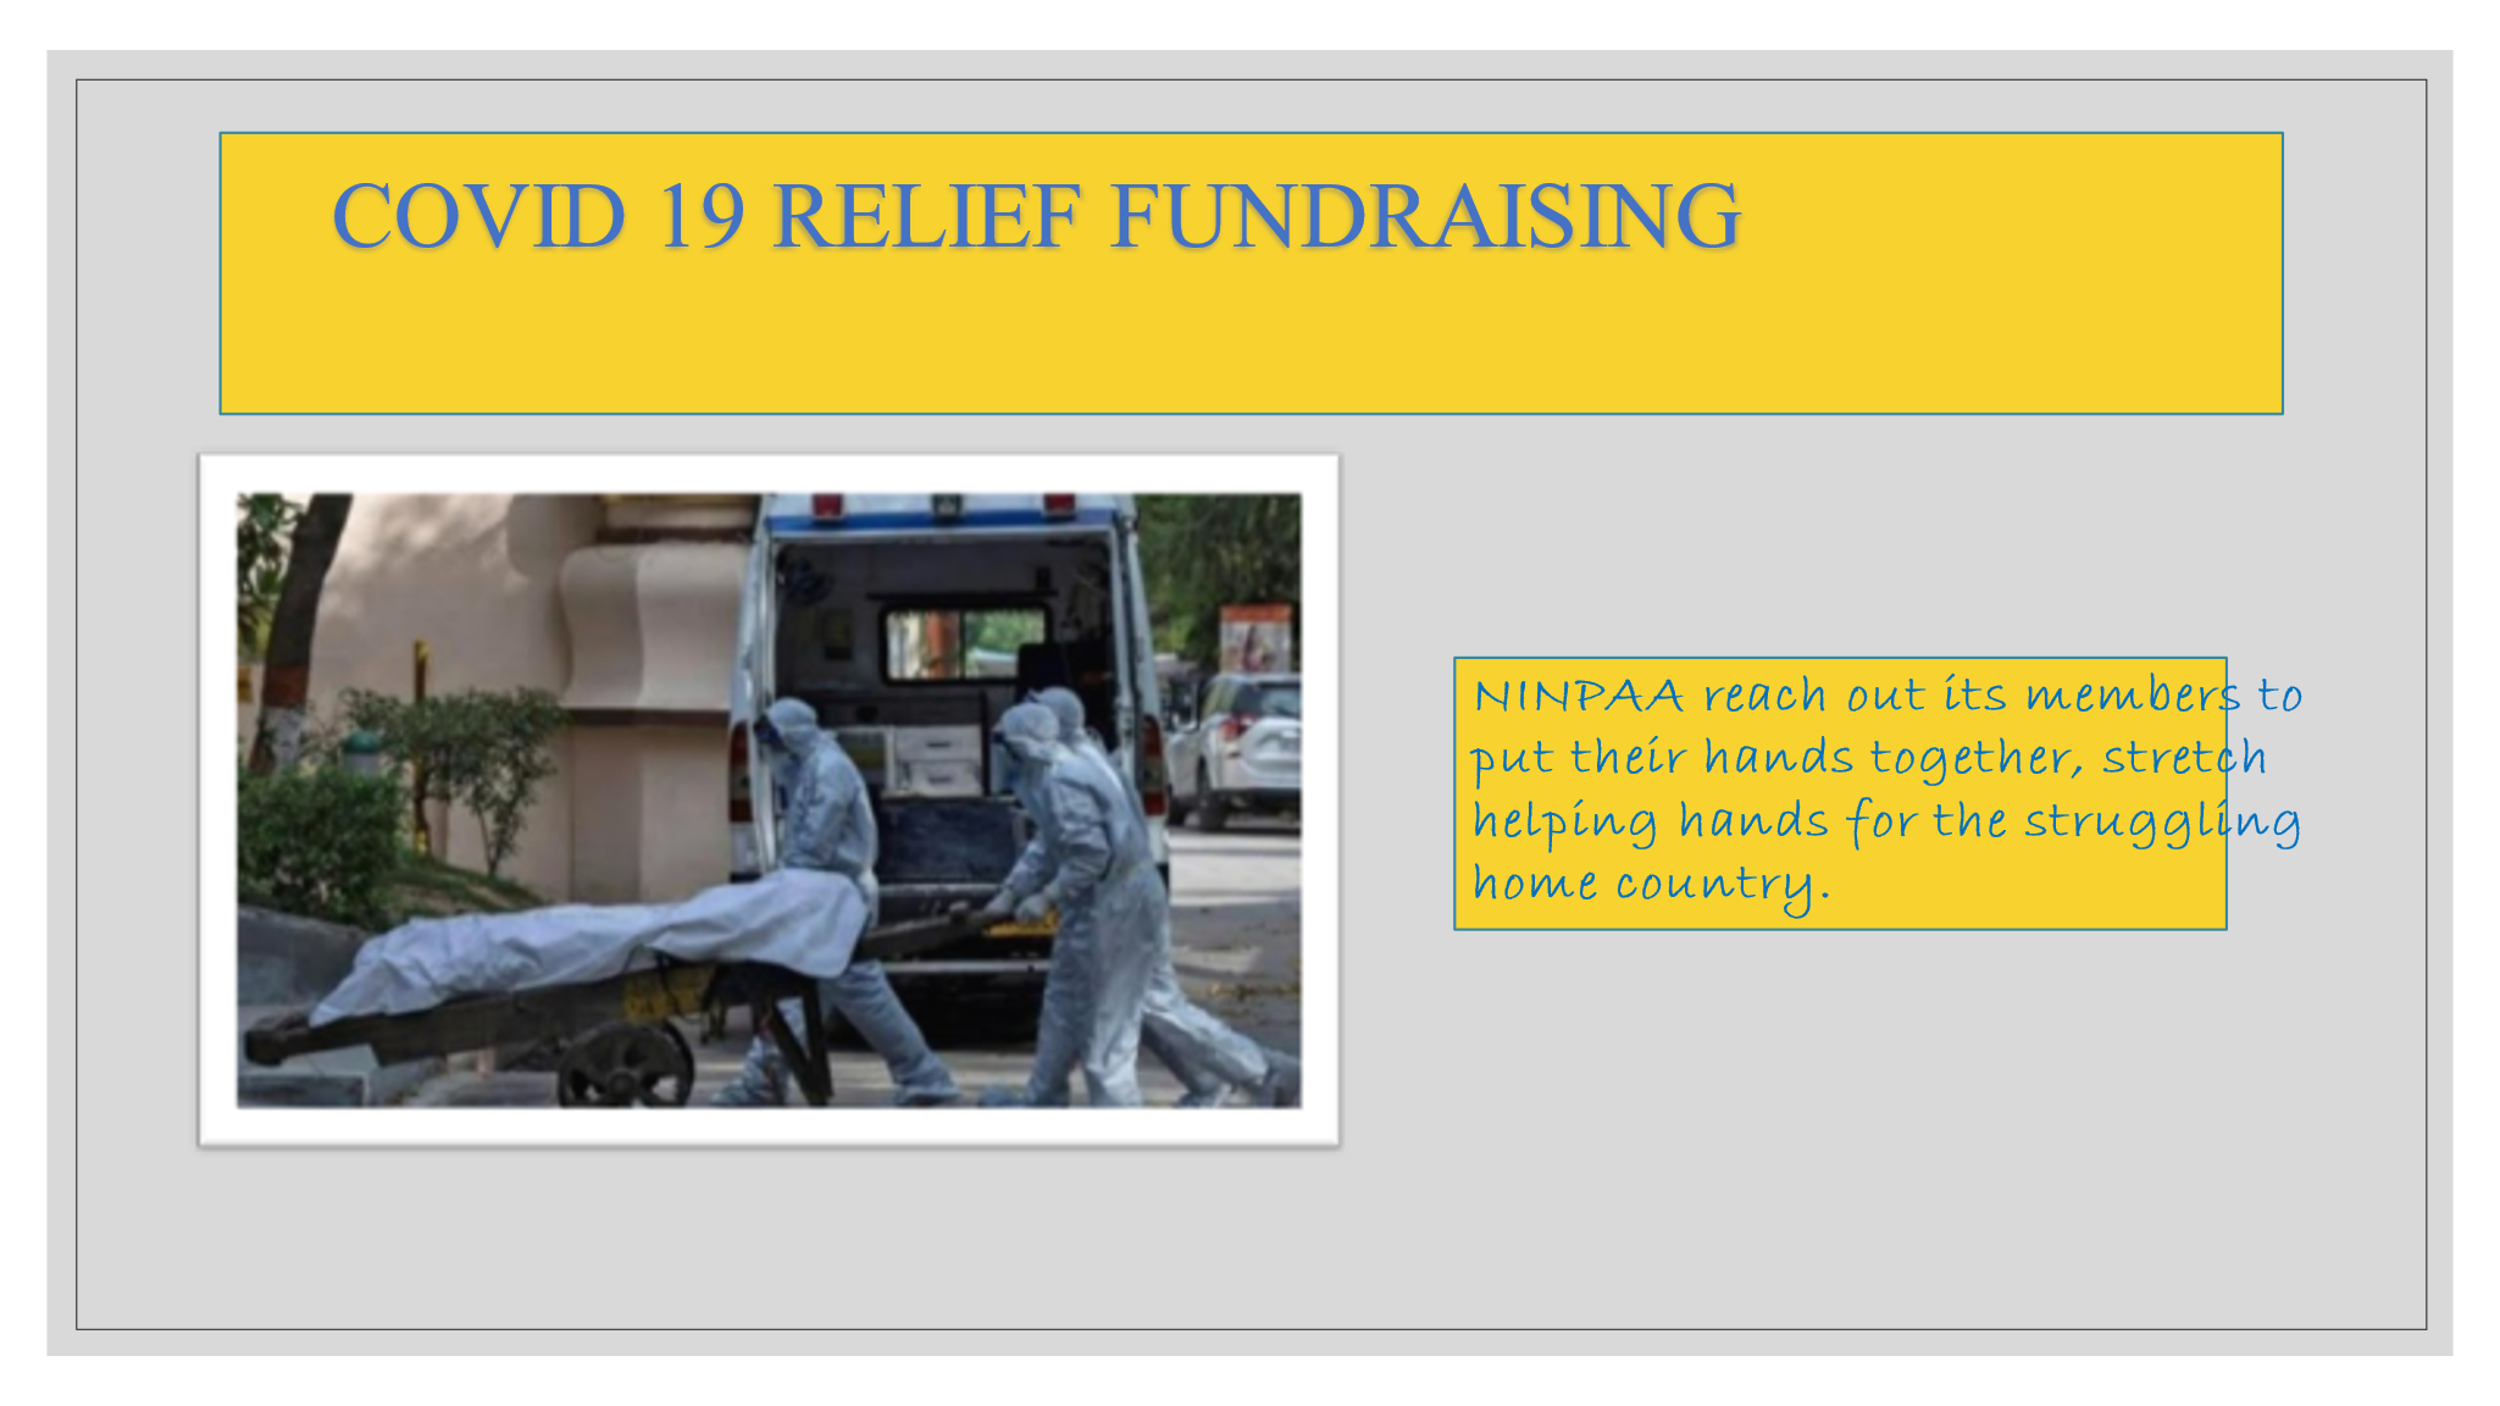 COVID 19 RELIEF FUNDRAISING
NINPAA reach out its members to
put their hands together, stretch
helping hands for the struggling
home country.